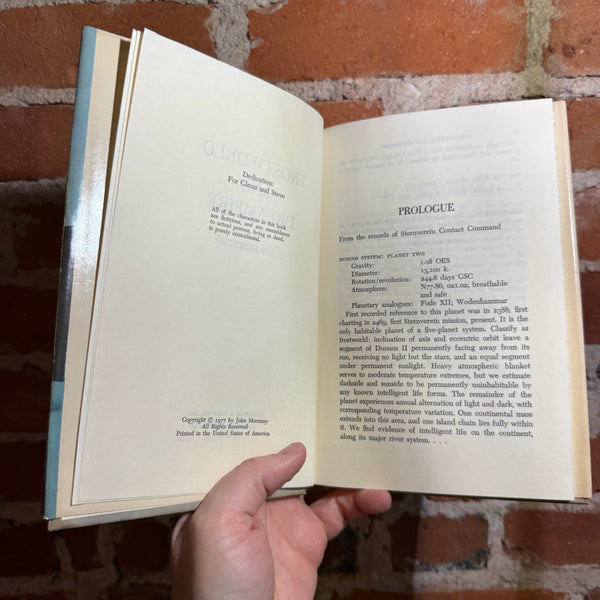 Dedication:
For Glenn and Steve
All of the characters in this book
are fictitious, and any resemblance
to actual persons, living or dead,
is purely coincidental.
Copyright © 1977 by John Morressy
All Rights Reserved
Printed in the United States of America
PROLOGUE
From the records of Sternverein Contact Command
DUNUOS SYSTEM: PLANET TWO
Gravity: 1.08 OES
Diameter: 13,100 k.
Rotation/revolution: 244.6 days GSC
Atmosphere: N77.86; O21.02; breathable
and safe
Planetary analogues: Fode XII; Wodenhammar
First recorded reference to this planet was in 2388; first
charting in 2469; first Sternverein mission, present. It is the
only habitable planet of a five-planet system. Classify as
frostworld: inclination of axis and eccentric orbit leave a
segment of Dunuos II permanently facing away from its
sun, receiving no light but the stars, and an equal segment
under permanent sunlight. Heavy atmospheric blanket
serves to moderate temperature extremes, but we estimate
darkside and sunside to be permanently uninhabitable by
any known intelligent life forms. The remainder of the
planet experiences annual alternation of light and dark, with
corresponding temperature variation. One continental mass
extends into this area, and one island chain lies fully within
it. We find evidence of intelligent life on the continent,
along its major river system. . . .